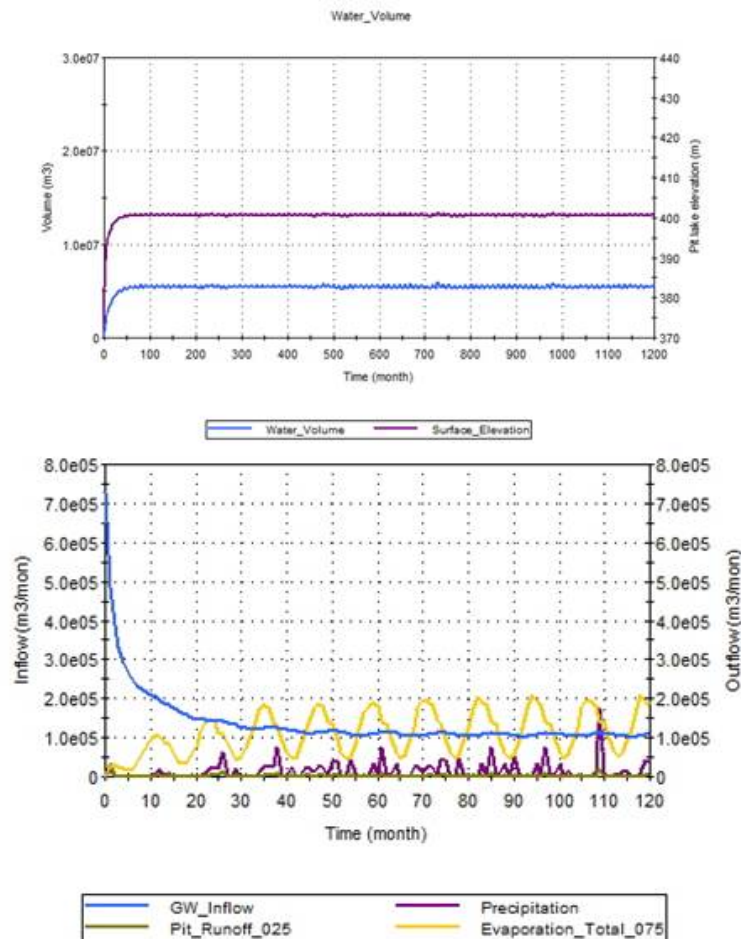 Water_Volume
3.0e07
2.0e07
1.0e07
0
Volume (m3)
440
430
420
410
400
390
380
370
Pit lake elevation (m)
0 100 200 300 400 500 600 700 800 900 1000 1100 1200
Time (month)
Water_Volume Surface_Elevation
8.0e05
7.0e05
6.0e05
5.0e05
4.0e05
3.0e05
2.0e05
1.0e05
0
Inflow (m3/mon)
8.0e05
7.0e05
6.0e05
5.0e05
4.0e05
3.0e05
2.0e05
1.0e05
0
Outflow (m3/mon)
0 10 20 30 40 50 60 70 80 90 100 110 120
Time (month)
GW_Inflow Precipitation
Pit_Runoff_025 Evaporation_Total_075